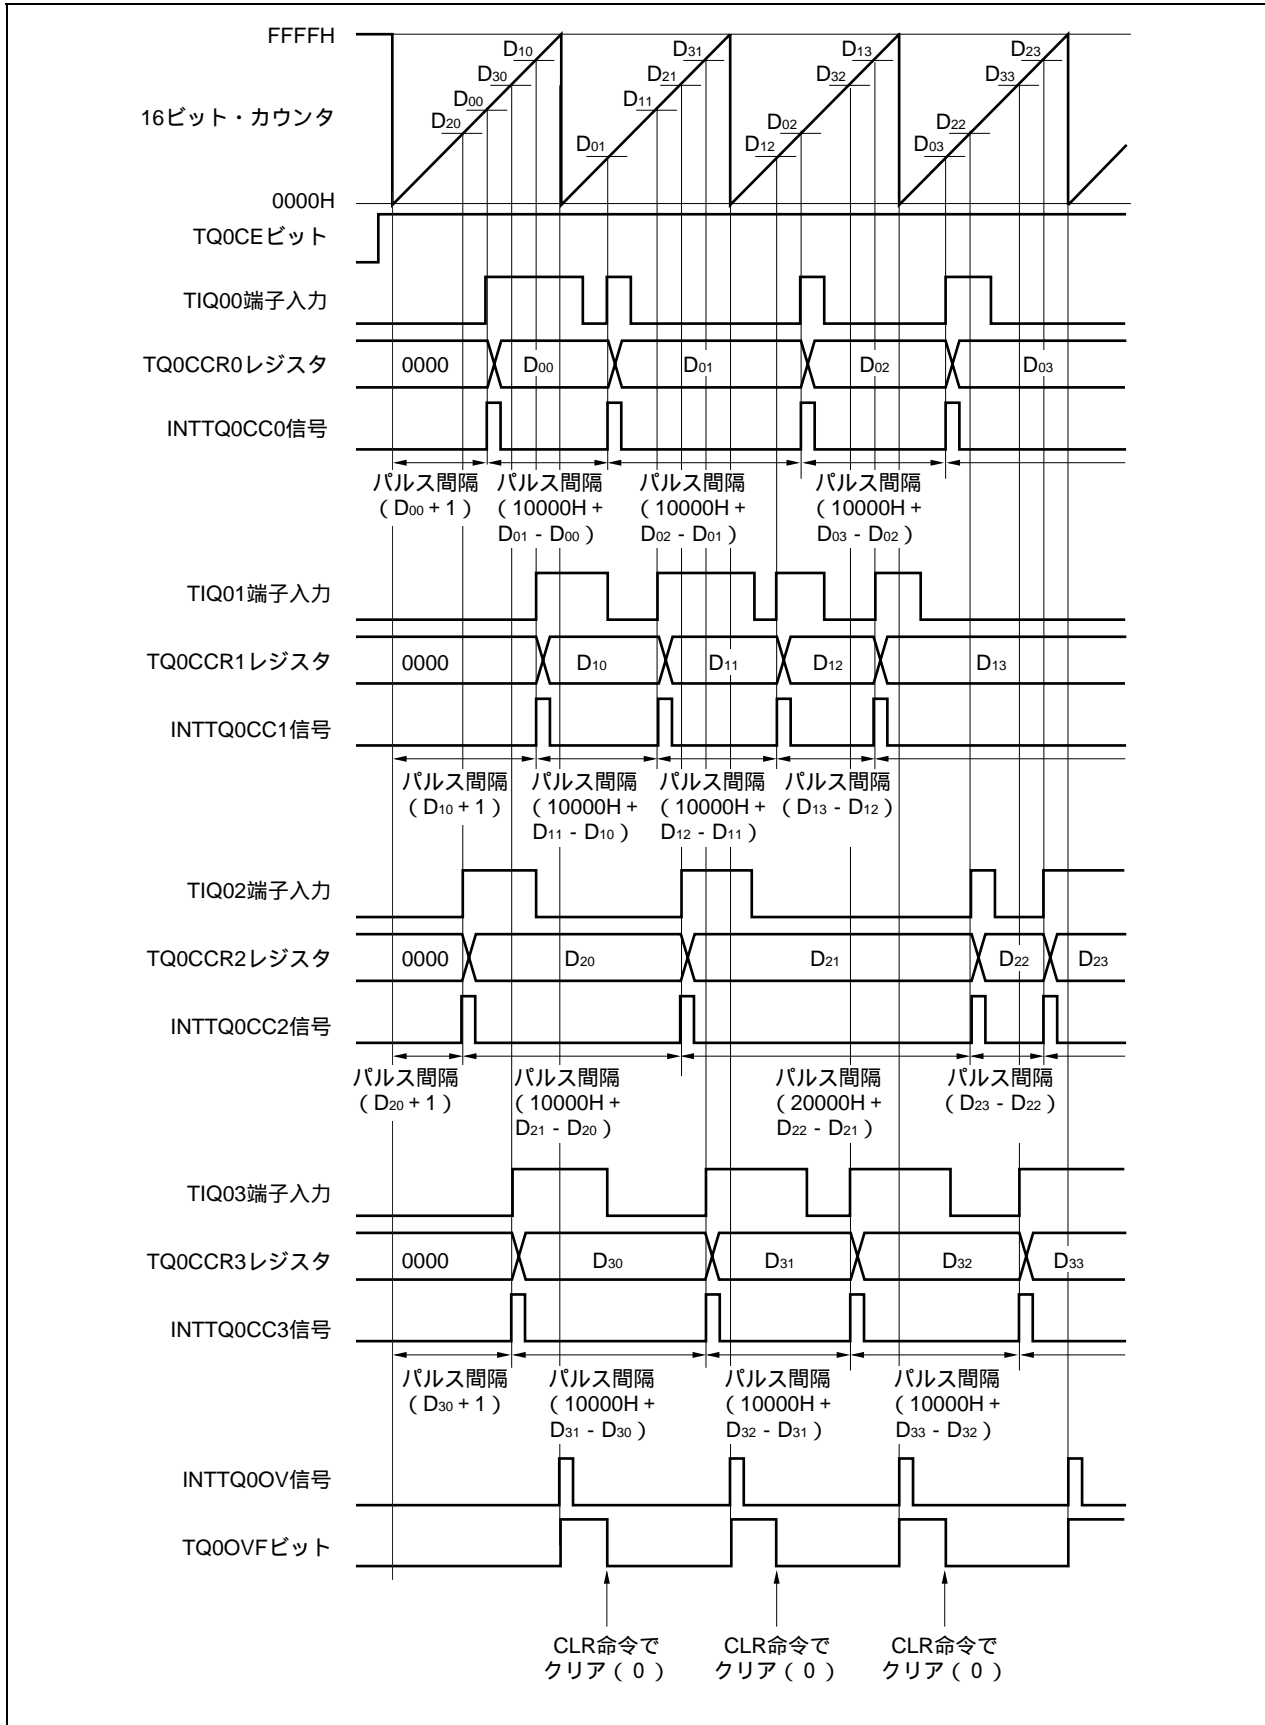 FFFFH
16ビット・カウンタ
0000H
D20
D00
D30
D10
D01
D11
D21
D31
D12
D02
D32
D13
D03
D22
D33
D23
TQ0CEビット
TIQ00端子入力
TQ0CCR0レジスタ
0000
D00
D01
D02
D03
INTTQ0CC0信号
パルス間隔
（D00 + 1）
パルス間隔
（10000H +
D01 - D00）
パルス間隔
（10000H +
D02 - D01）
パルス間隔
（10000H +
D03 - D02）
TIQ01端子入力
TQ0CCR1レジスタ
0000
D10
D11
D12
D13
INTTQ0CC1信号
パルス間隔
（D10 + 1）
パルス間隔
（10000H +
D11 - D10）
パルス間隔
（10000H +
D12 - D11）
パルス間隔
（D13 - D12）
TIQ02端子入力
TQ0CCR2レジスタ
0000
D20
D21
D22
D23
INTTQ0CC2信号
パルス間隔
（D20 + 1）
パルス間隔
（10000H +
D21 - D20）
パルス間隔
（20000H +
D22 - D21）
パルス間隔
（D23 - D22）
TIQ03端子入力
TQ0CCR3レジスタ
0000
D30
D31
D32
D33
INTTQ0CC3信号
パルス間隔
（D30 + 1）
パルス間隔
（10000H +
D31 - D30）
パルス間隔
（10000H +
D32 - D31）
パルス間隔
（10000H +
D33 - D32）
INTTQ0OV信号
TQ0OVFビット
CLR命令で
クリア（0）
CLR命令で
クリア（0）
CLR命令で
クリア（0）